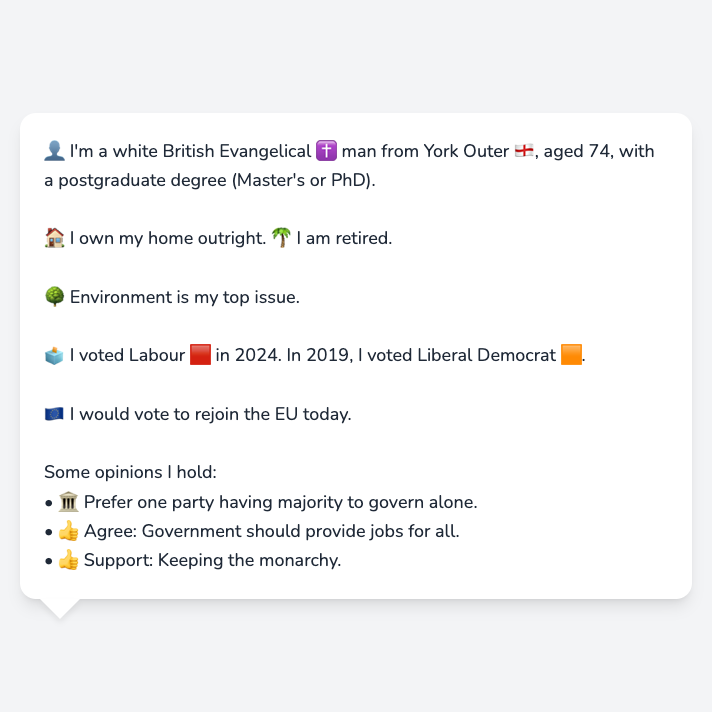 👤 I'm a white British Evangelical ✝️ man from York Outer 🏴󠁧󠁢󠁥󠁮󠁧󠁿, aged 74, with
a postgraduate degree (Master's or PhD).
🏠 I own my home outright. 🌴 I am retired.
🌳 Environment is my top issue.
🗳️ I voted Labour 🟥 in 2024. In 2019, I voted Liberal Democrat 🟧.
🇪🇺 I would vote to rejoin the EU today.
Some opinions I hold:
• 🏛️ Prefer one party having majority to govern alone.
• 👍 Agree: Government should provide jobs for all.
• 👍 Support: Keeping the monarchy.